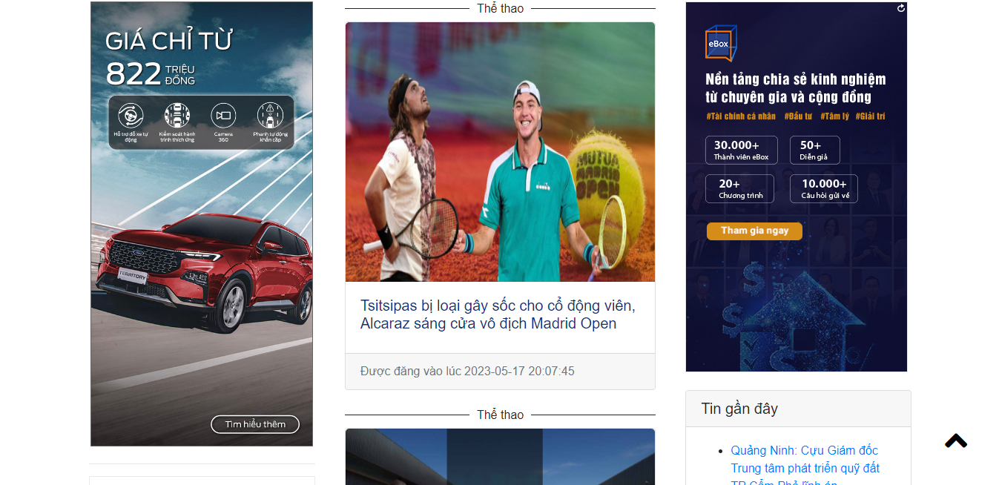 GIÁ CHỈ TỪ
822 TRIỆU
ĐỒNG
Hỗ trợ đỗ xe tự
động
Kiểm soát hành
trình thích ứng
Camera
360
Phanh tự động
khẩn cấp
TERRITORY
Tìm hiểu thêm
Thể thao
MUTUA
MADRID
OPEN
Tsitsipas bị loại gây sốc cho cổ động viên,
Alcaraz sáng cửa vô địch Madrid Open
Được đăng vào lúc 2023-05-17 20:07:45
Thể thao
eBox
Nền tảng chia sẻ kinh nghiệm
từ chuyên gia và cộng đồng
#Tài chính cá nhân #Đầu tư #Tâm lý #Giải trí
30.000+
Thành viên eBox
50+
Diễn giả
20+
Chương trình
10.000+
Câu hỏi gửi về
Tham gia ngay
Tin gần đây
Quảng Ninh: Cựu Giám đốc
Trung tâm phát triển quỹ đất
TP Cẩm Phả lĩnh án